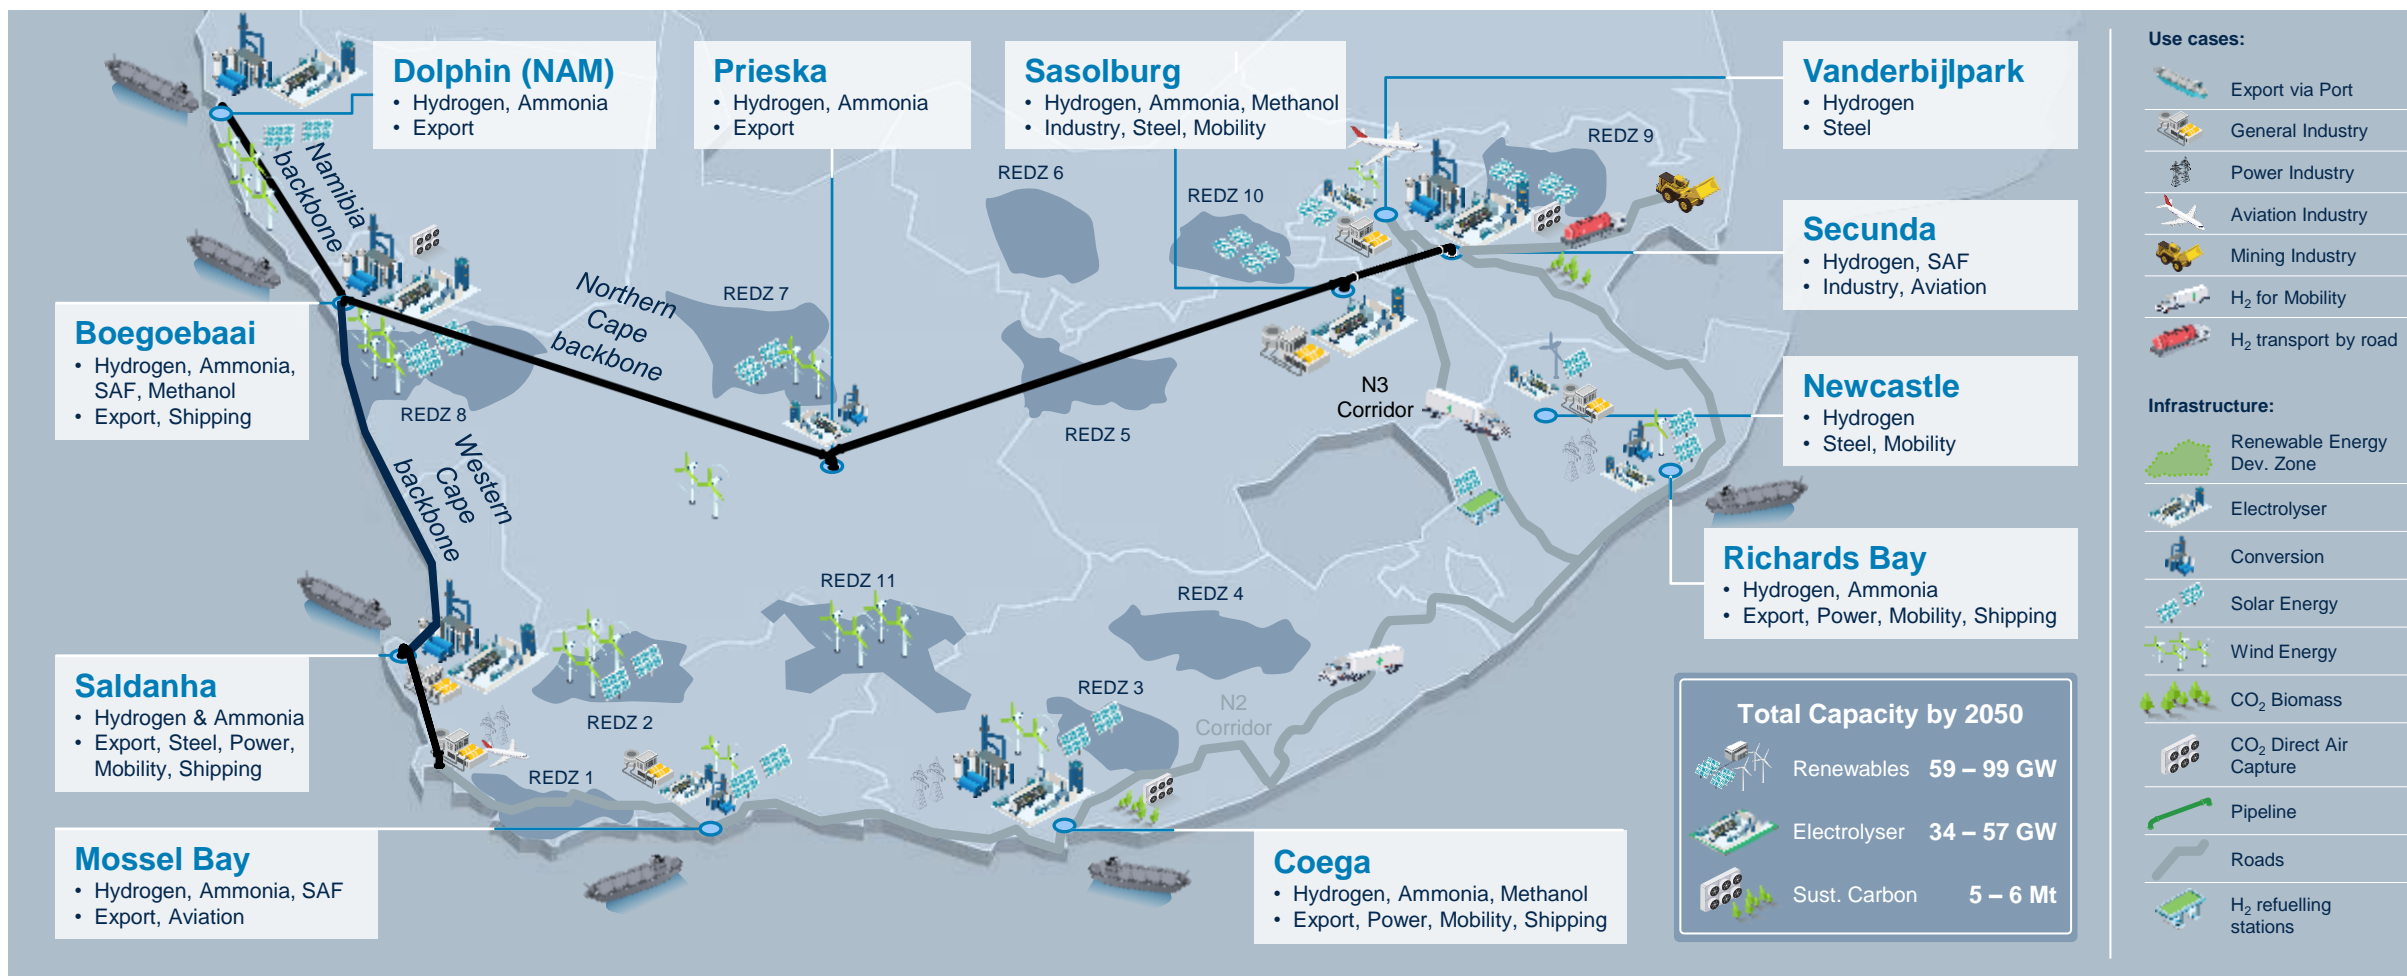 Dolphin (NAM)
• Hydrogen, Ammonia
• Export
Prieska
• Hydrogen, Ammonia
• Export
Sasolburg
• Hydrogen, Ammonia, Methanol
• Industry, Steel, Mobility
Vanderbijlpark
• Hydrogen
• Steel
Secunda
• Hydrogen, SAF
• Industry, Aviation
Newcastle
• Hydrogen
• Steel, Mobility
Richards Bay
• Hydrogen, Ammonia
• Export, Power, Mobility, Shipping
Boegoebaai
• Hydrogen, Ammonia,
SAF, Methanol
• Export, Shipping
Saldanha
• Hydrogen & Ammonia
• Export, Steel, Power,
Mobility, Shipping
Mossel Bay
• Hydrogen, Ammonia, SAF
• Export, Aviation
Coega
• Hydrogen, Ammonia, Methanol
• Export, Power, Mobility, Shipping
Namibia
backbone
Northern
Cape
backbone
Western
Cape
backbone
REDZ 9
REDZ 6
REDZ 10
REDZ 7
REDZ 8
REDZ 5
REDZ 11
REDZ 4
REDZ 3
REDZ 2
REDZ 1
N3
Corridor
N2
Corridor
Total Capacity by 2050
Renewables 59 – 99 GW
Electrolyser 34 – 57 GW
Sust. Carbon 5 – 6 Mt
Use cases:
Export via Port
General Industry
Power Industry
Aviation Industry
Mining Industry
H2 for Mobility
H2 transport by road
Infrastructure:
Renewable Energy
Dev. Zone
Electrolyser
Conversion
Solar Energy
Wind Energy
CO2 Biomass
CO2 Direct Air
Capture
Pipeline
Roads
H2 refuelling
stations